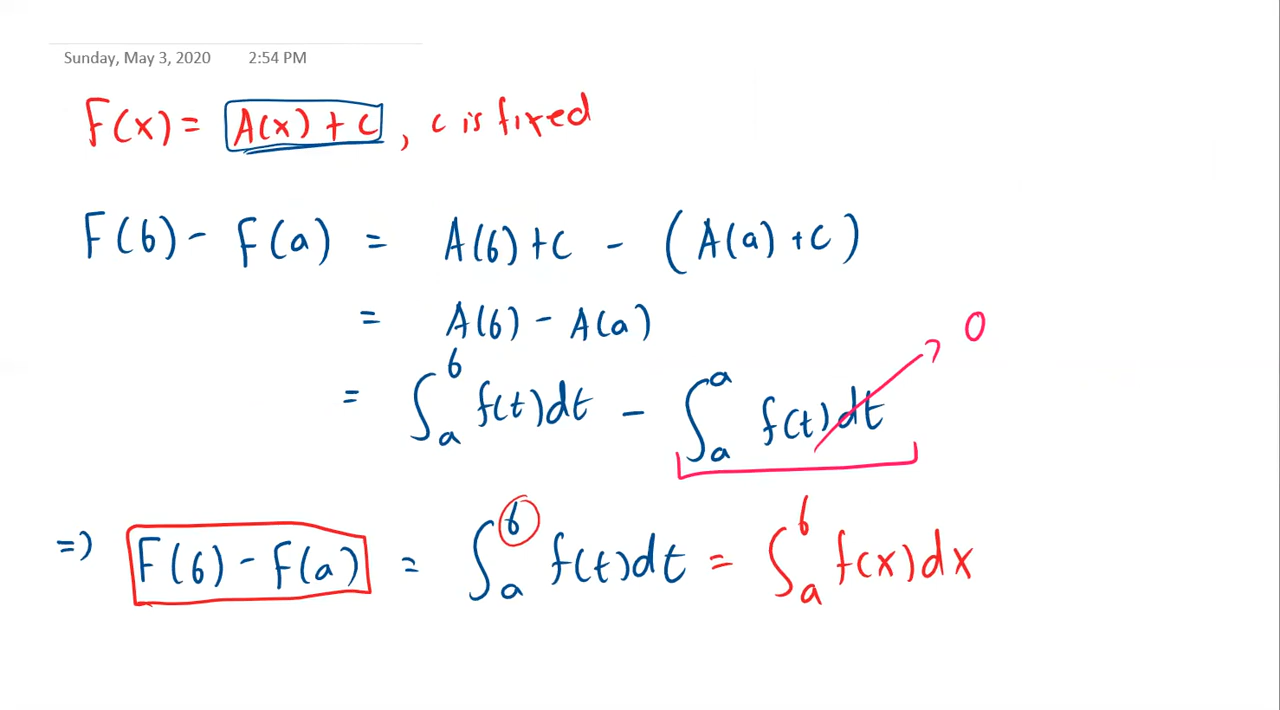 Sunday, May 3, 2020 2:54 PM
F(x) = A(x) + C , c is fixed
F(b) - F(a) = A(b) + C - (A(a) + C)
= A(b) - A(a)
= ∫_a^b f(t)dt - ∫_a^a f(t)dt → 0
=> F(b) - F(a) = ∫_a^b f(t)dt = ∫_a^b f(x)dx